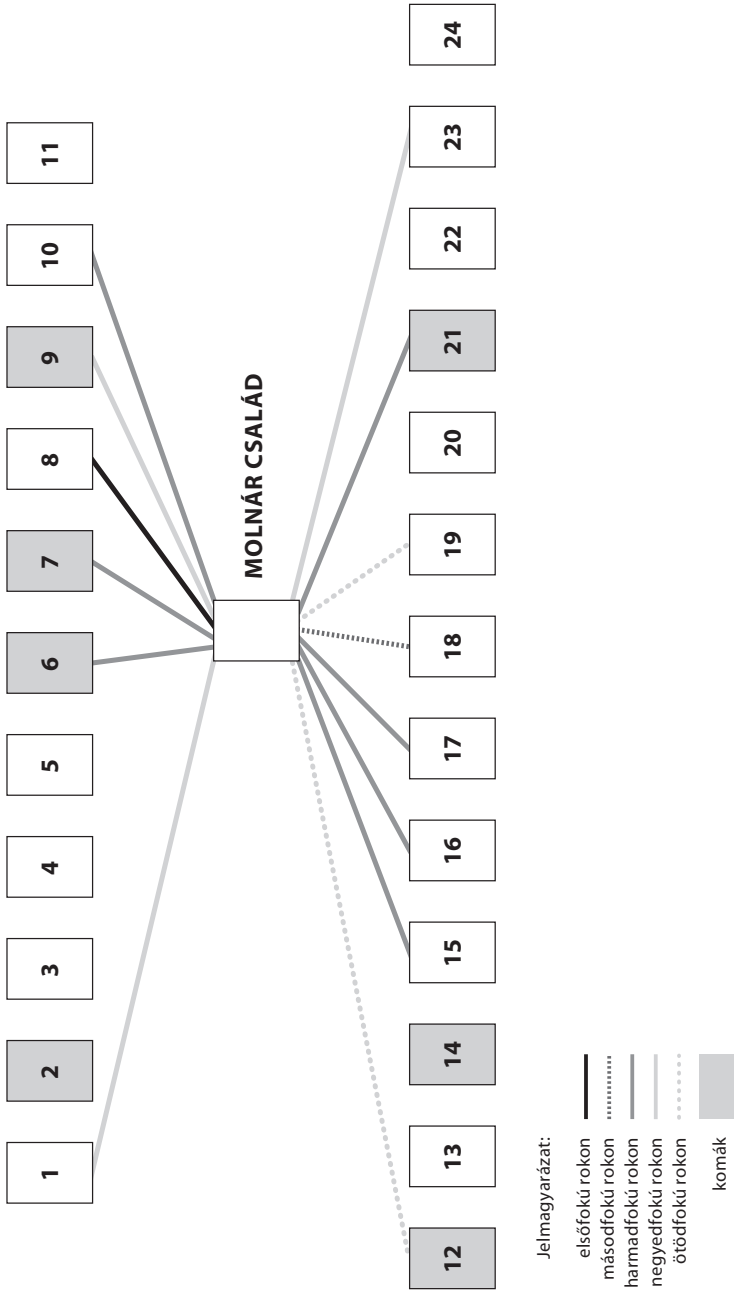 1 2 3 4 5 6 7 8 9 10 11
MOLNÁR CSALÁD
12 13 14 15 16 17 18 19 20 21 22 23 24
Jelmagyarázat:
elsőfokú rokon
másodfokú rokon
harmadfokú rokon
negyedfokú rokon
ötödfokú rokon
komák